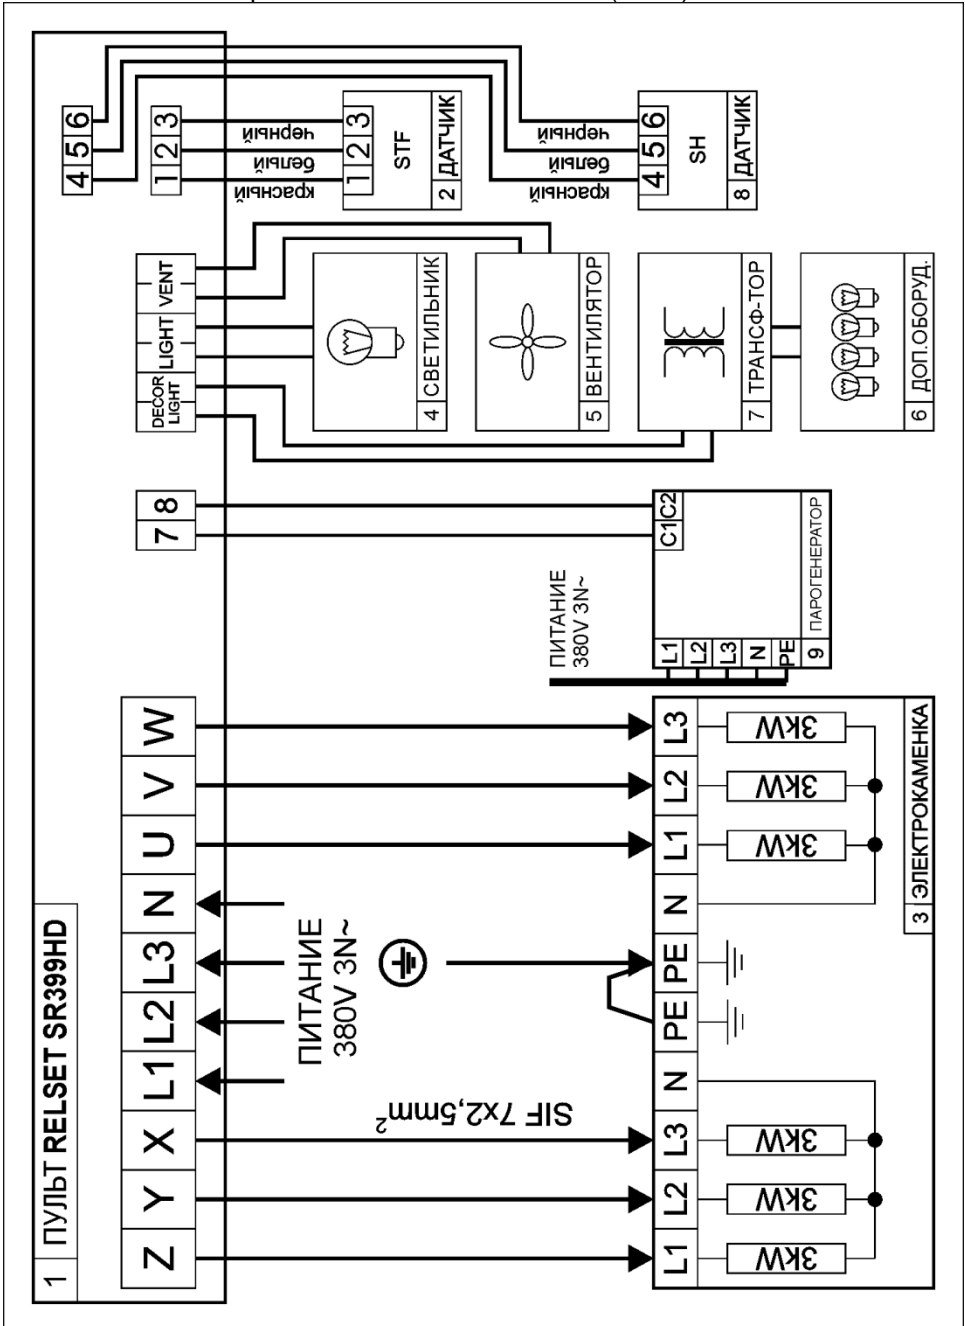 1 ПУЛЬТ RELSET SR399HD
Z Y X L1 L2 L3 N U V W
7 8
DECOR LIGHT
LIGHT
VENT
1 2 3
4 5 6
ПИТАНИЕ
380V 3N~
SIF 7x2,5mm²
красный
белый
черный
1 2 3
STF
2 ДАТЧИК
красный
белый
черный
4 5 6
SH
8 ДАТЧИК
4 СВЕТИЛЬНИК
5 ВЕНТИЛЯТОР
7 ТРАНСФ-ТОР
6 ДОП.ОБОРУД.
ПИТАНИЕ
380V 3N~
C1 C2
L1
L2
L3
N
PE
9 ПАРОГЕНЕРАТОР
L1 L2 L3 N PE PE N L1 L2 L3
3kW 3kW 3kW 3kW 3kW 3kW
3 ЭЛЕКТРОКАМЕНКА